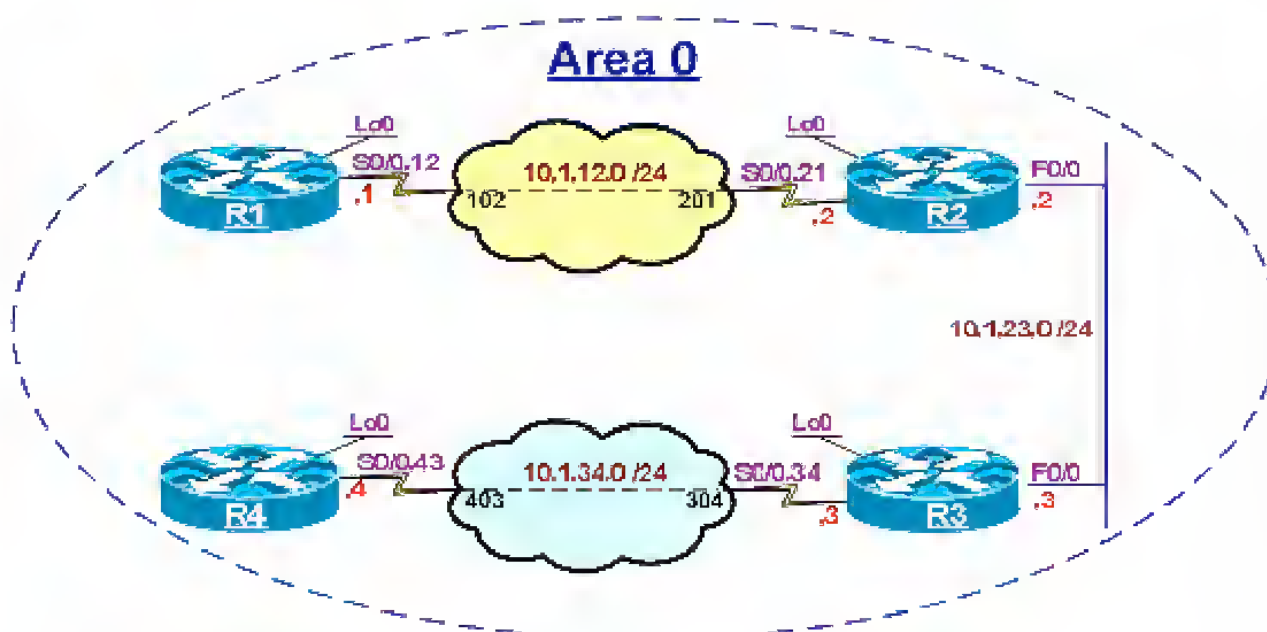 Area 0
Lo0
Lo0
S0/0.12
10.1.12.0 /24
S0/0.21
F0/0
.1
102
201
.2
.2
R1
R2
10.1.23.0 /24
Lo0
Lo0
S0/0.43
10.1.34.0 /24
S0/0.34
F0/0
.4
403
304
.3
.3
R4
R3